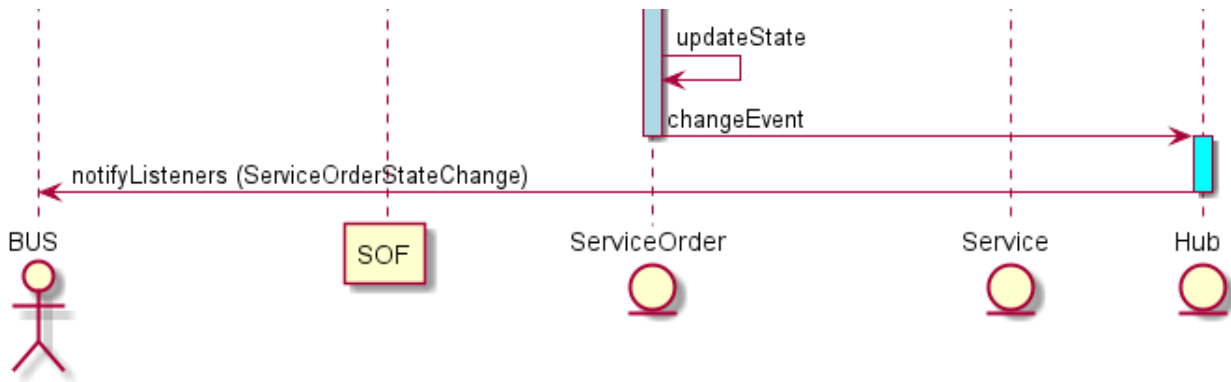 updateState
changeEvent
notifyListeners (ServiceOrderStateChange)
BUS
SOF
ServiceOrder
Service
Hub